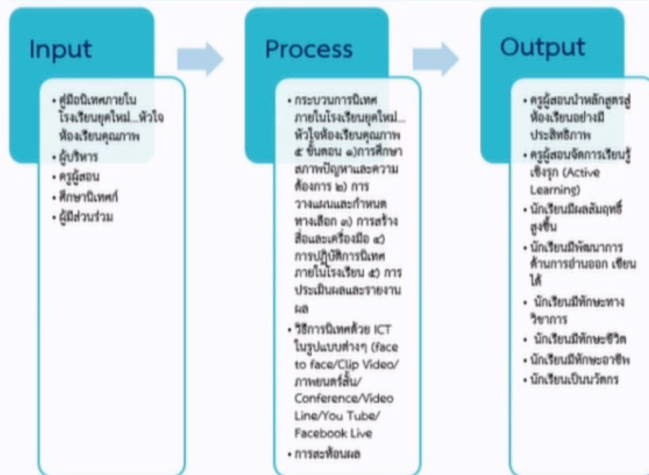 Input
• คู่มือนิเทศภายใน
โรงเรียนยุคใหม่...หัวใจ
ห้องเรียนคุณภาพ
• ผู้บริหาร
• ครูผู้สอน
• ศึกษานิเทศก์
• ผู้มีส่วนร่วม
Process
• กระบวนการนิเทศ
ภายในโรงเรียนยุคใหม่...
หัวใจห้องเรียนคุณภาพ
๕ ขั้นตอน ๑)การศึกษา
สภาพปัญหาและความ
ต้องการ ๒) การ
วางแผนและกำหนด
ทางเลือก ๓) การสร้าง
สื่อและเครื่องมือ ๔)
การปฏิบัติการนิเทศ
ภายในโรงเรียน ๕) การ
ประเมินผลและรายงาน
ผล
• วิธีการนิเทศด้วย ICT
ในรูปแบบต่างๆ (face
to face/Clip Video/
ภาพยนตร์สั้น/
Conference/Video
Line/You Tube/
Facebook Live
• การสะท้อนผล
Output
• ครูผู้สอนนำหลักสูตรสู่
ห้องเรียนอย่างมี
ประสิทธิภาพ
• ครูผู้สอนจัดการเรียนรู้
เชิงรุก (Active
Learning)
• นักเรียนมีผลสัมฤทธิ์
สูงขึ้น
• นักเรียนมีพัฒนาการ
ด้านการอ่านออก เขียน
ได้
• นักเรียนมีทักษะทาง
วิชาการ
• นักเรียนมีทักษะชีวิต
• นักเรียนมีทักษะอาชีพ
• นักเรียนเป็นนวัตกร